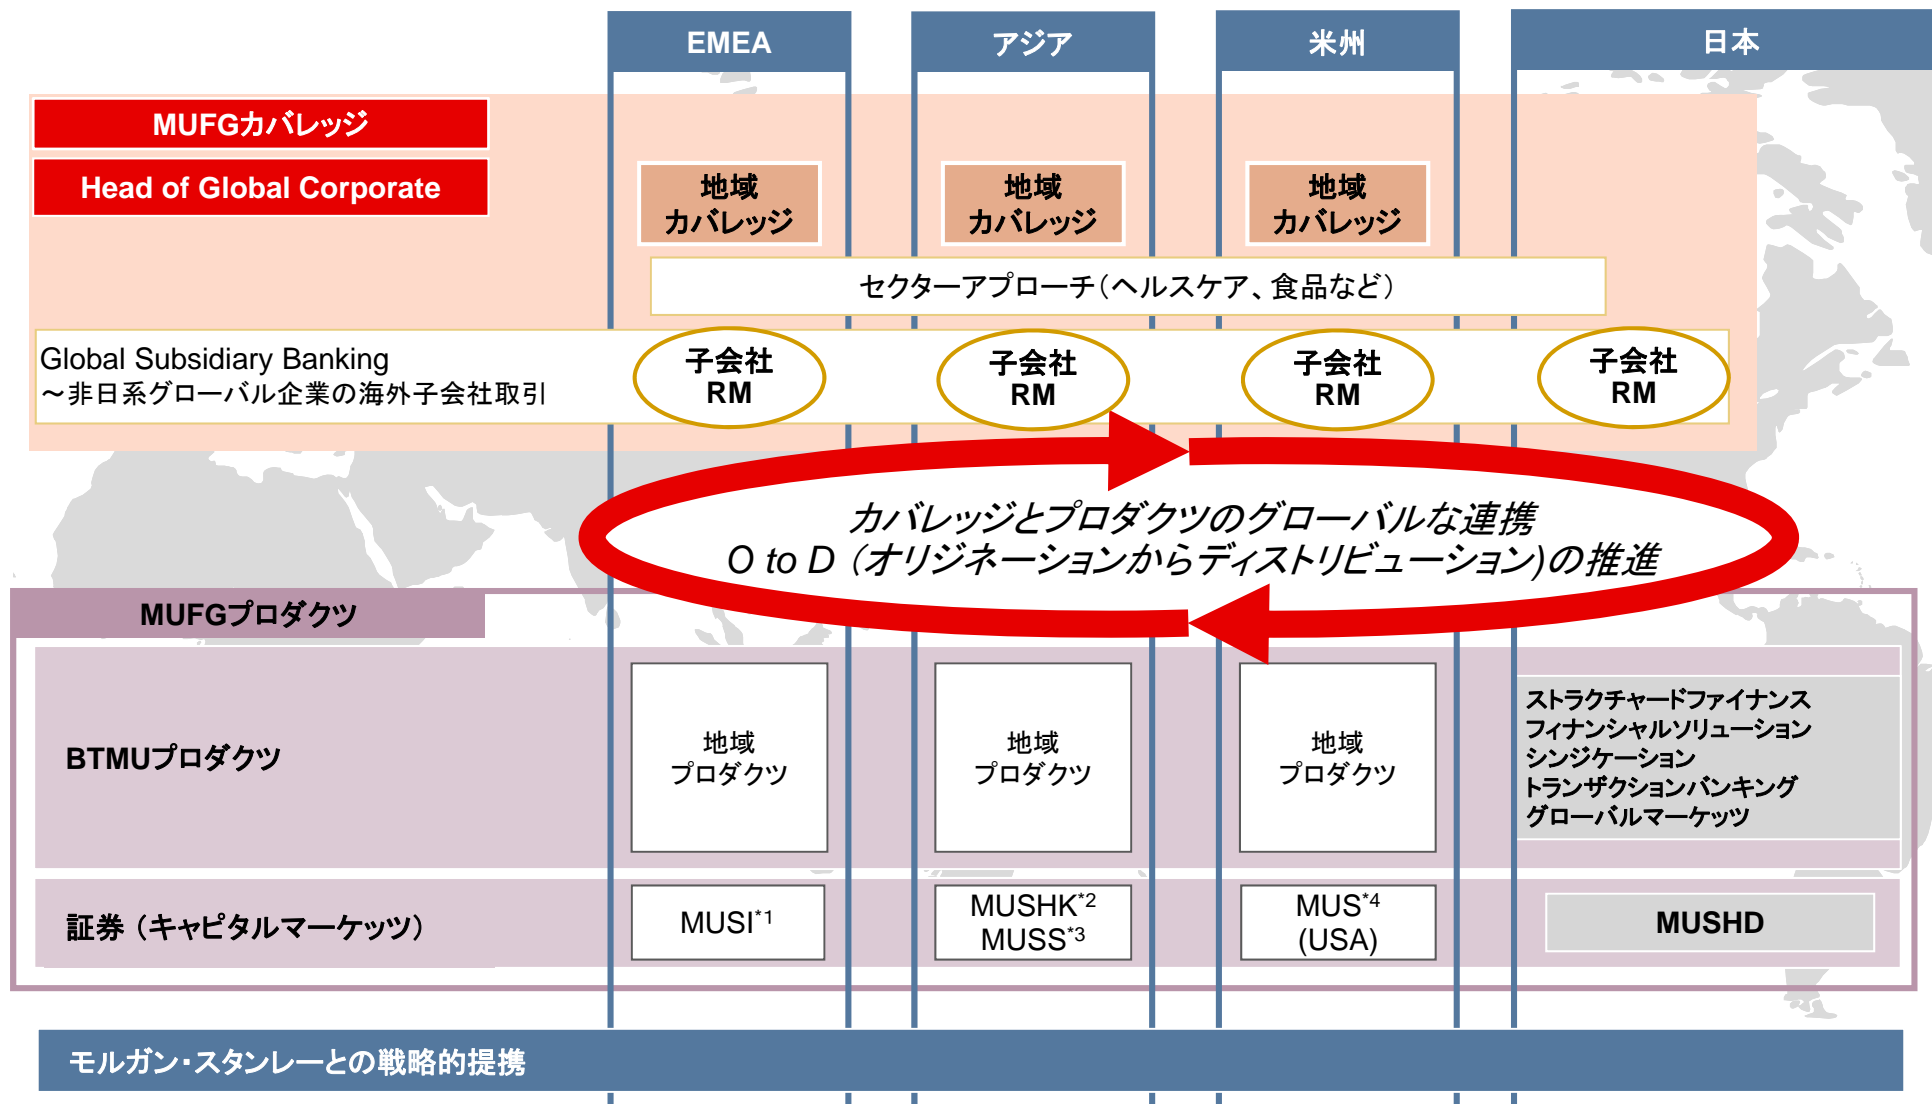 EMEA
アジア
米州
日本
MUFGカバレッジ
Head of Global Corporate
地域
カバレッジ
地域
カバレッジ
地域
カバレッジ
セクターアプローチ(ヘルスケア、食品など)
Global Subsidiary Banking
～非日系グローバル企業の海外子会社取引
子会社
RM
子会社
RM
子会社
RM
子会社
RM
カバレッジとプロダクツのグローバルな連携
O to D (オリジネーションからディストリビューション)の推進
MUFGプロダクツ
BTMUプロダクツ
地域
プロダクツ
地域
プロダクツ
地域
プロダクツ
ストラクチャードファイナンス
フィナンシャルソリューション
シンジケーション
トランザクションバンキング
グローバルマーケッツ
証券 (キャピタルマーケッツ)
MUSI*1
MUSHK*2
MUSS*3
MUS*4
(USA)
MUSHD
モルガン・スタンレーとの戦略的提携